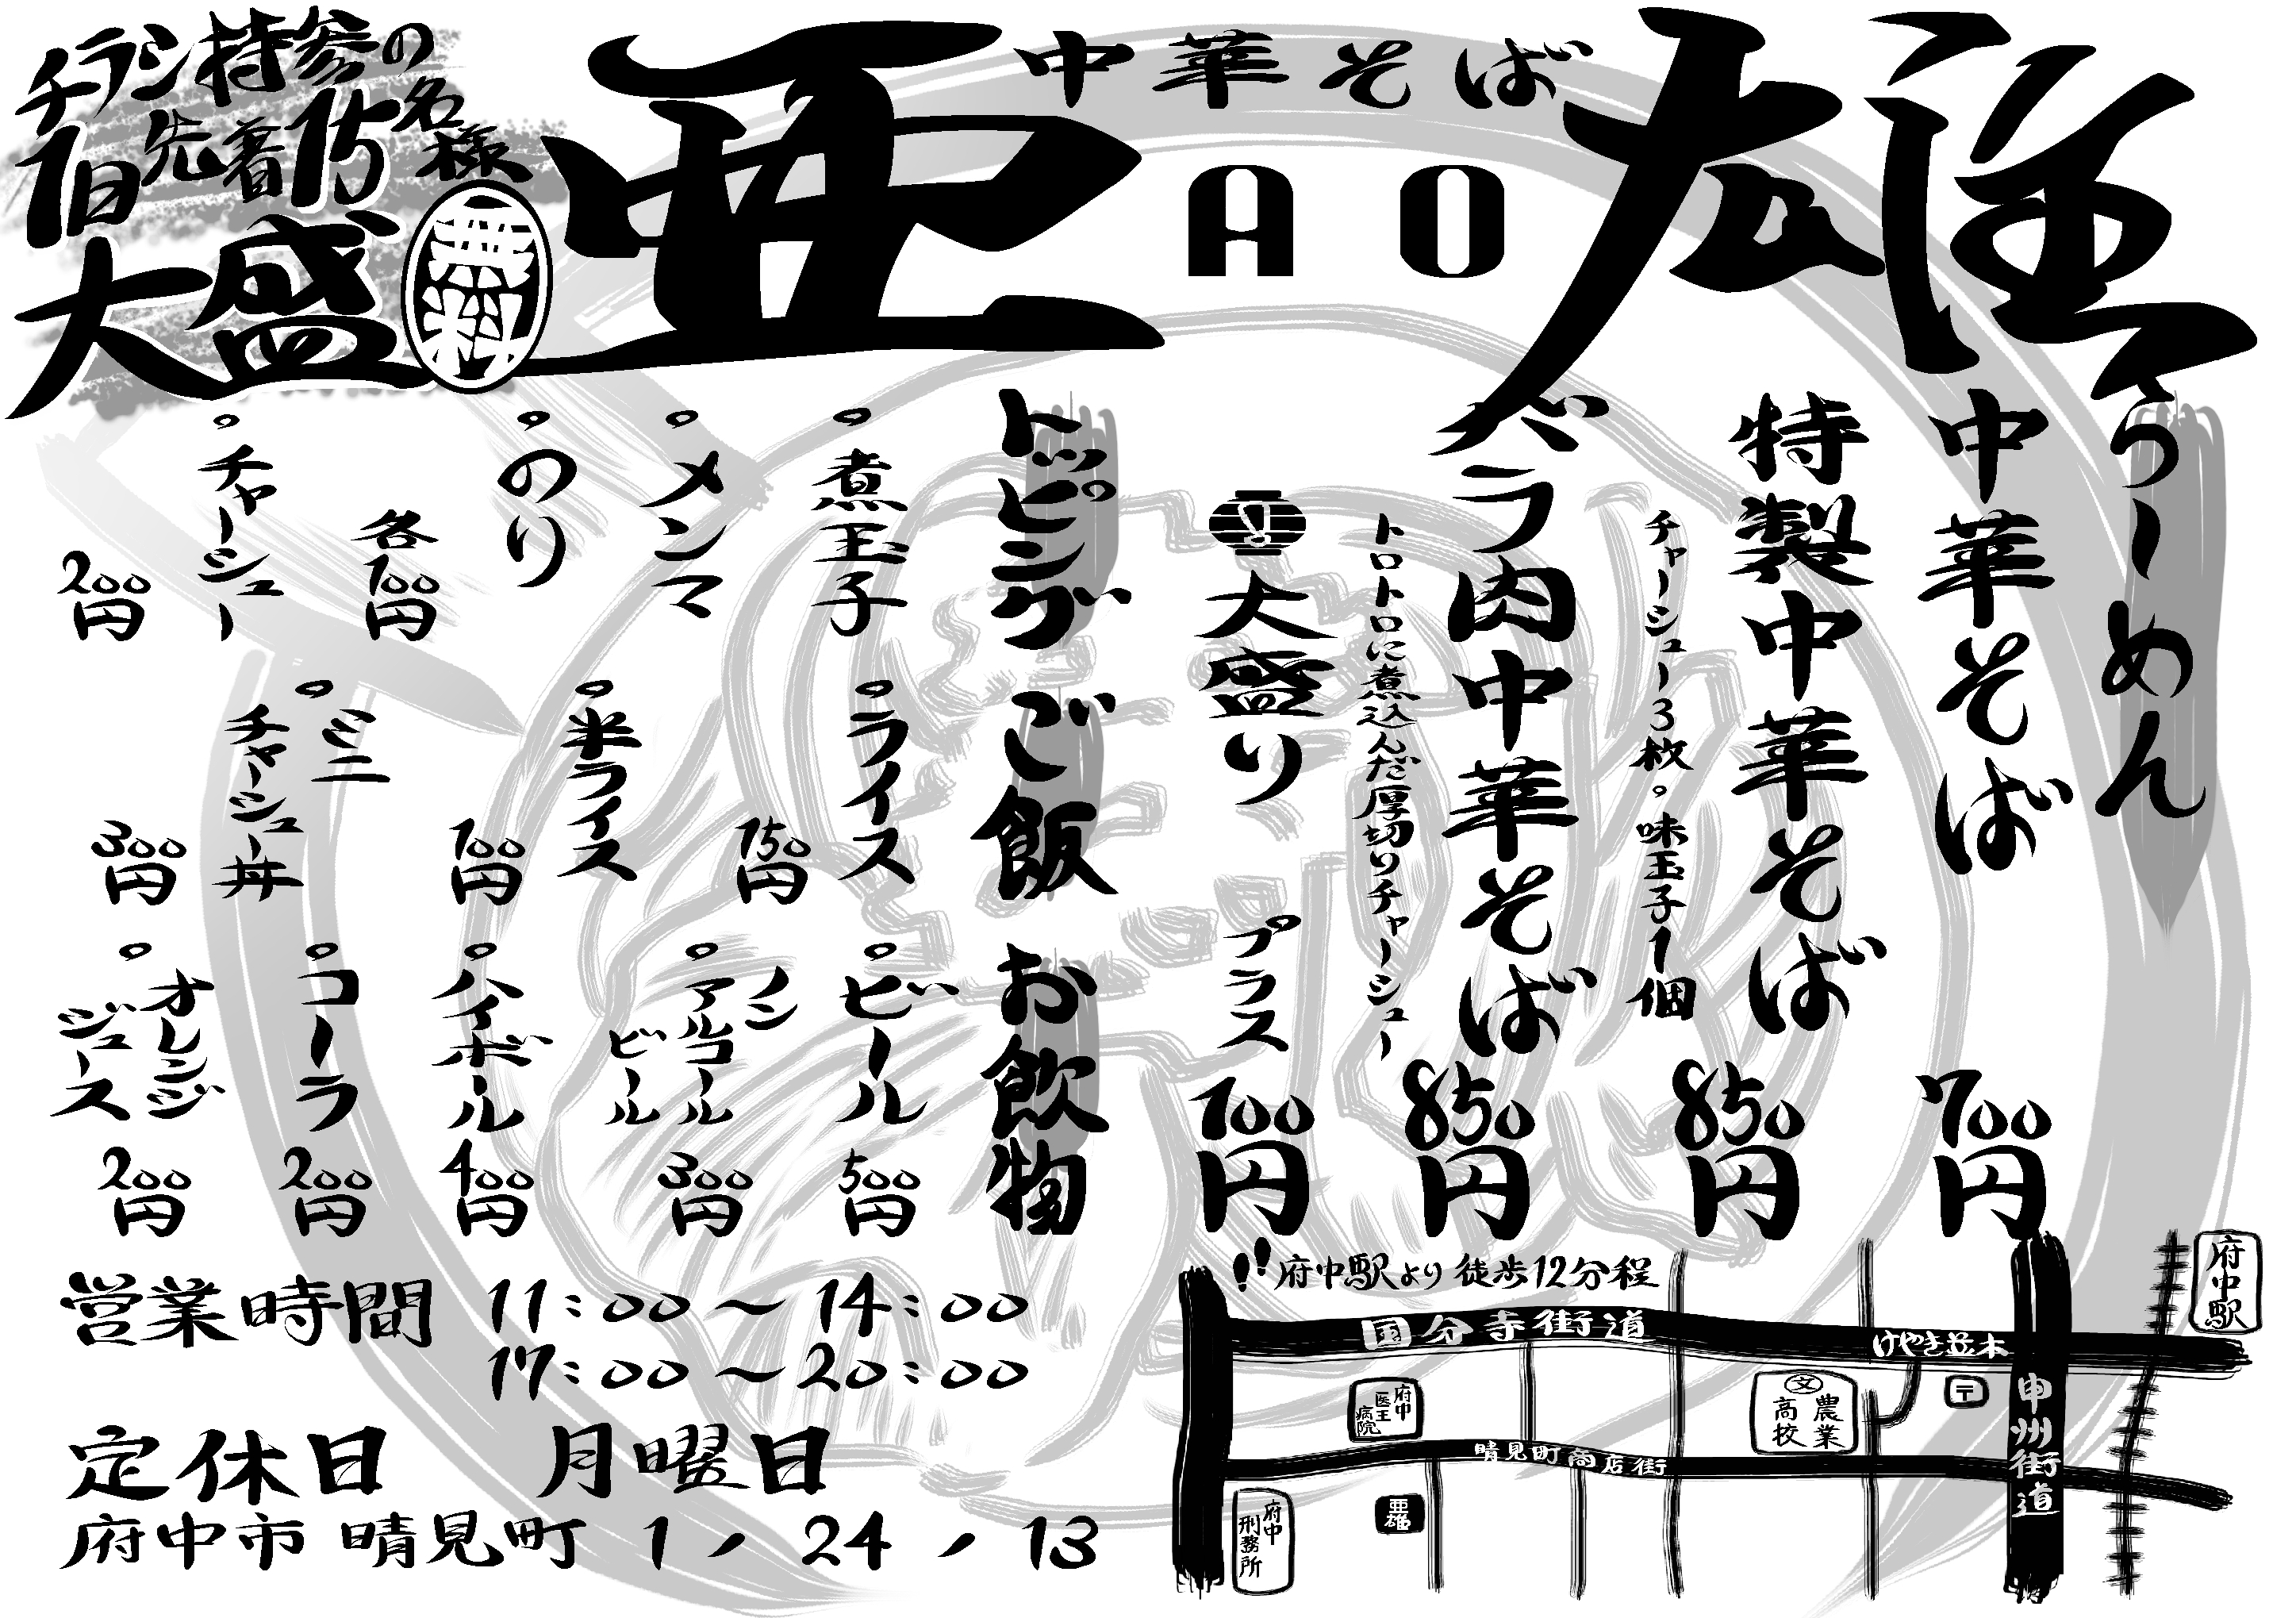 チラシ持参の
1日先着15名様
大盛無料
中華そば
亜雄
AO
らーめん
中華そば 700円
特製中華そば 850円
チャーシュー3枚・味玉子1個
バラ肉中華そば 850円
トロトロに煮込んだ厚切りチャーシュー
大盛り プラス 100円
トッピング
・煮玉子
・メンマ
・のり
各100円
・チャーシュー 200円
ご飯
・ライス 150円
・半ライス 100円
・ミニチャーシュー丼 300円
お飲物
・ビール 500円
・ノンアルコールビール 300円
・ハイボール 400円
・コーラ 200円
・オレンジジュース 200円
営業時間 11:00〜14:00
17:00〜20:00
定休日 月曜日
府中市 晴見町 1/24/13
!!府中駅より徒歩12分程
府中駅
国分寺街道
けやき並木
甲州街道
〒
文
農業高校
府中医王病院
晴見町商店街
亜雄
府中刑務所